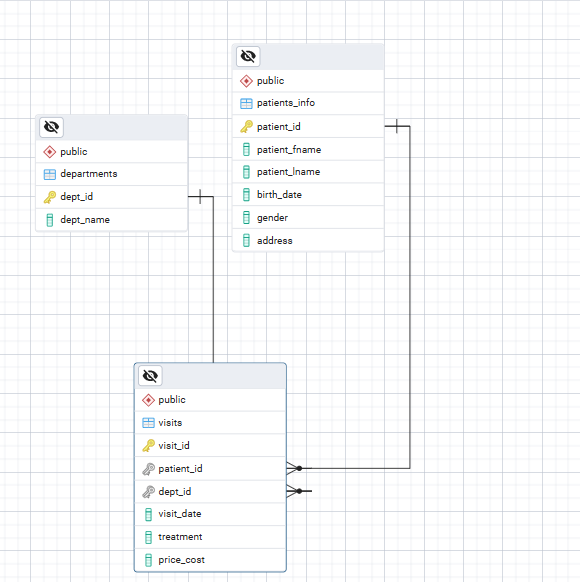 public
patients_info
patient_id
patient_fname
patient_lname
birth_date
gender
address
public
departments
dept_id
dept_name
public
visits
visit_id
patient_id
dept_id
visit_date
treatment
price_cost